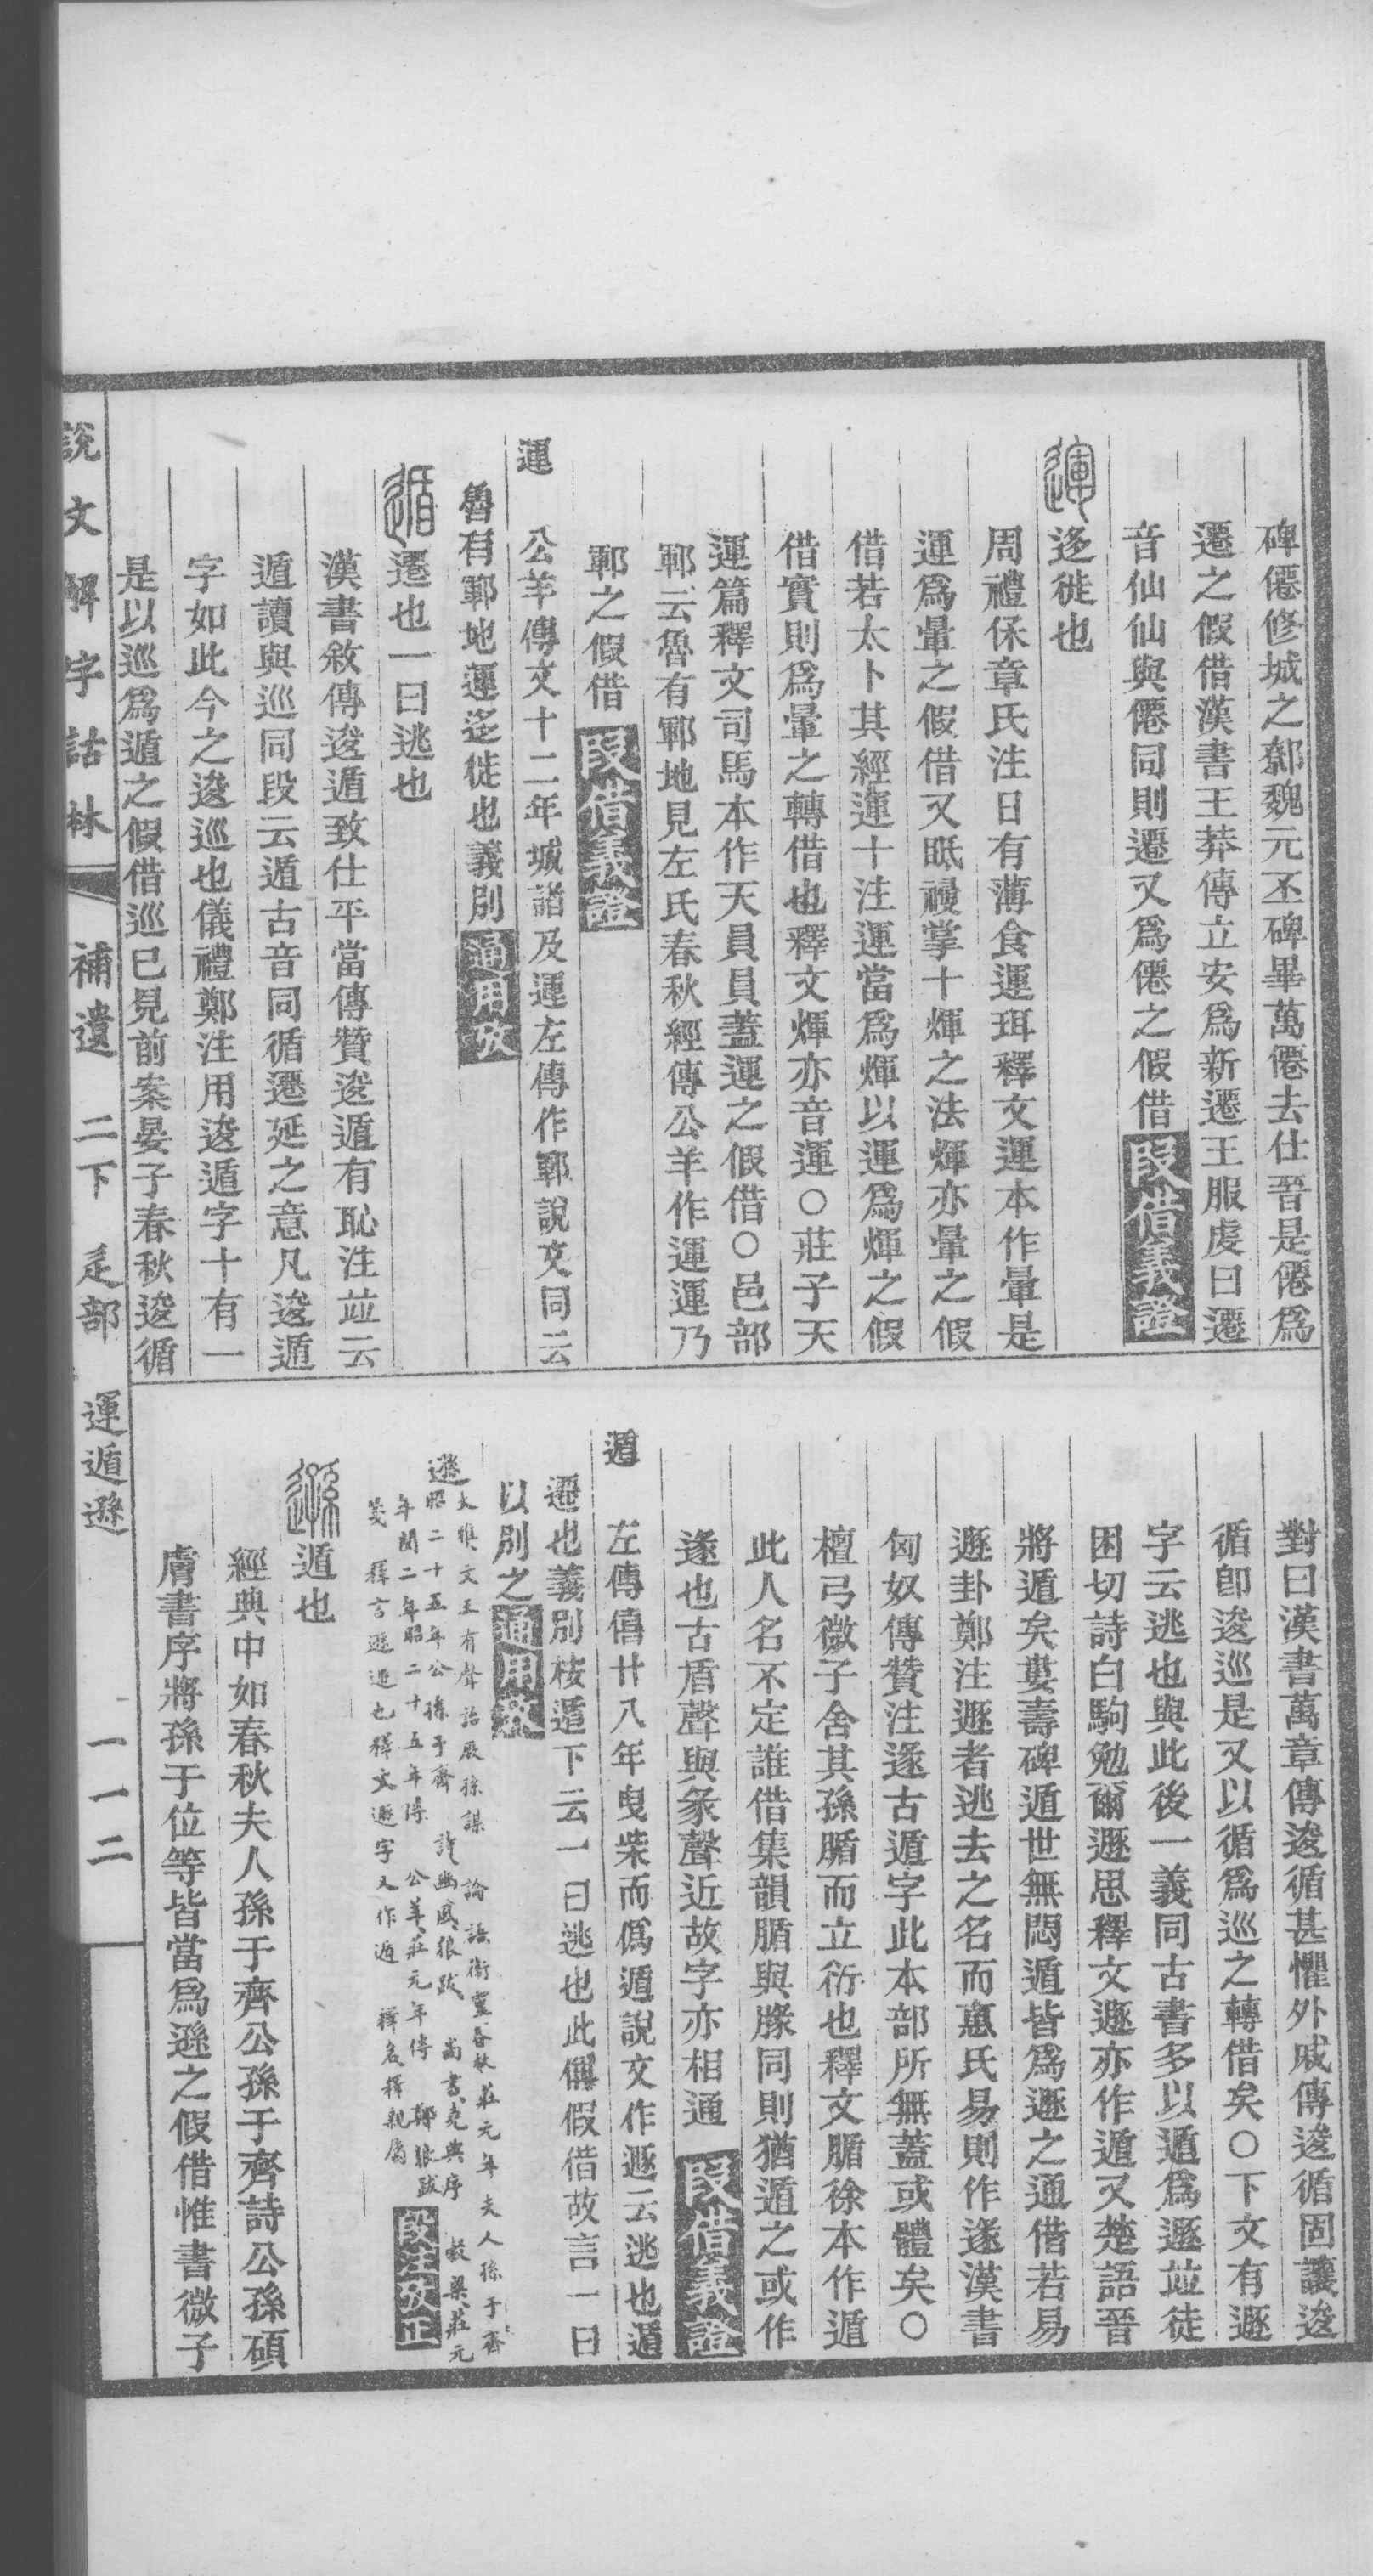 碑僊修城之鄴魏元丕碑畢萬僊去仕晉是僊爲
遷之假借漢書王莽傳立安爲新遷王服虔曰遷
音仙仙與僊同則遷又爲僊之假借 段借義證
運 迻徙也
周禮保章氏注日有薄食運珥釋文運本作暈是
運爲暈之假借又眡祲掌十煇之法煇亦暈之假
借若太卜其經運十注運當爲煇以運爲煇之假
借實則爲暈之轉借也釋文煇亦音運○莊子天
運篇釋文司馬本作天員員蓋運之假借○邑部
鄆云魯有鄆地見左氏春秋經傳公羊作運運乃
鄆之假借 段借義證
運 公羊傳文十二年城諸及運左傳作鄆說文同云
魯有鄆地運迻徙也義別 通用攷
遁 遷也一曰逃也
漢書敘傳逡遁致仕平當傳贊逡遁有恥注竝云
遁讀與巡同段云遁古音同循遷延之意凡逡遁
字如此今之逡巡也儀禮鄭注用逡遁字十有一
是以巡爲遁之假借巡已見前案晏子春秋逡循
對曰漢書萬章傳逡循甚懼外戚傳逡循固讓逡
循卽逡巡是又以循爲巡之轉借矣○下文有遯
字云逃也與此後一義同古書多以遁爲遯竝徒
困切詩白駒勉爾遯思釋文遯亦作遁又楚語晉
將遁矣婁壽碑遁世無悶遁皆爲遯之通借若易
遯卦鄭注遯者逃去之名而惠氏易則作遂漢書
匈奴傳贊注遂古遁字此本部所無蓋或體矣○
檀弓微子舍其孫腯而立衍也釋文腯徐本作遁
此人名不定誰借集韻腯與腞同則猶遁之或作
遂也古盾聲與彖聲近故字亦相通 段借義證
遁 左傳僖廿八年曳柴而僞遁說文作遯云逃也遁
遷也義別桉遁下云一曰逃也此偁假借故言一曰
以別之 通用攷
遜 大雅文王有聲詒厥孫謀 論語衛靈 春秋莊元年夫人孫于齊
昭二十五年公孫于齊 詩豳風狼跋 尚書堯典序 穀梁莊元
年閔二年昭二十五年傳 公羊莊元年傳 鄭狼跋
箋 釋言遜遯也釋文遯字又作遁 釋名釋親屬 段注攷正
遜 遁也
經典中如春秋夫人孫于齊公孫于齊詩公孫碩
膚書序將孫于位等皆當爲遜之假借惟書微子
說文解字詁林 補遺 二下 辵部 運遁遜 一一二